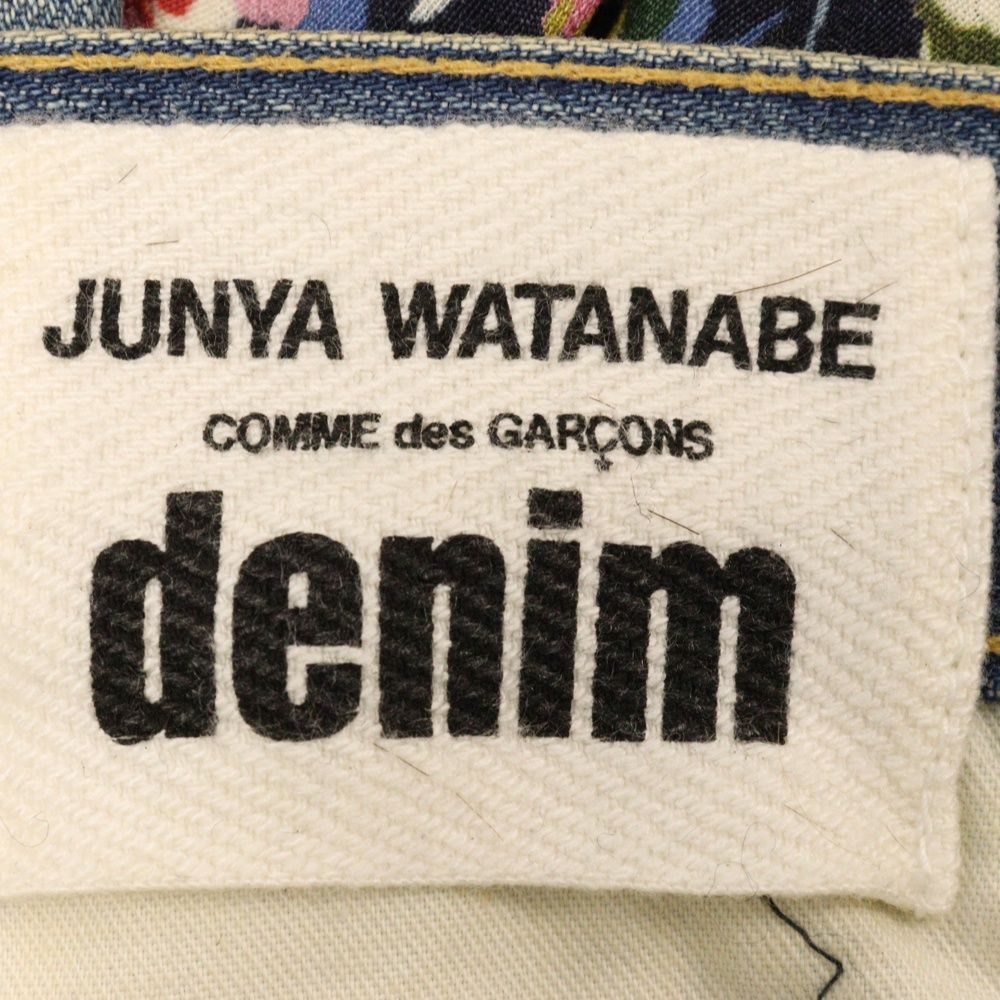 JUNYA WATANABE
COMME des GARÇONS
denim